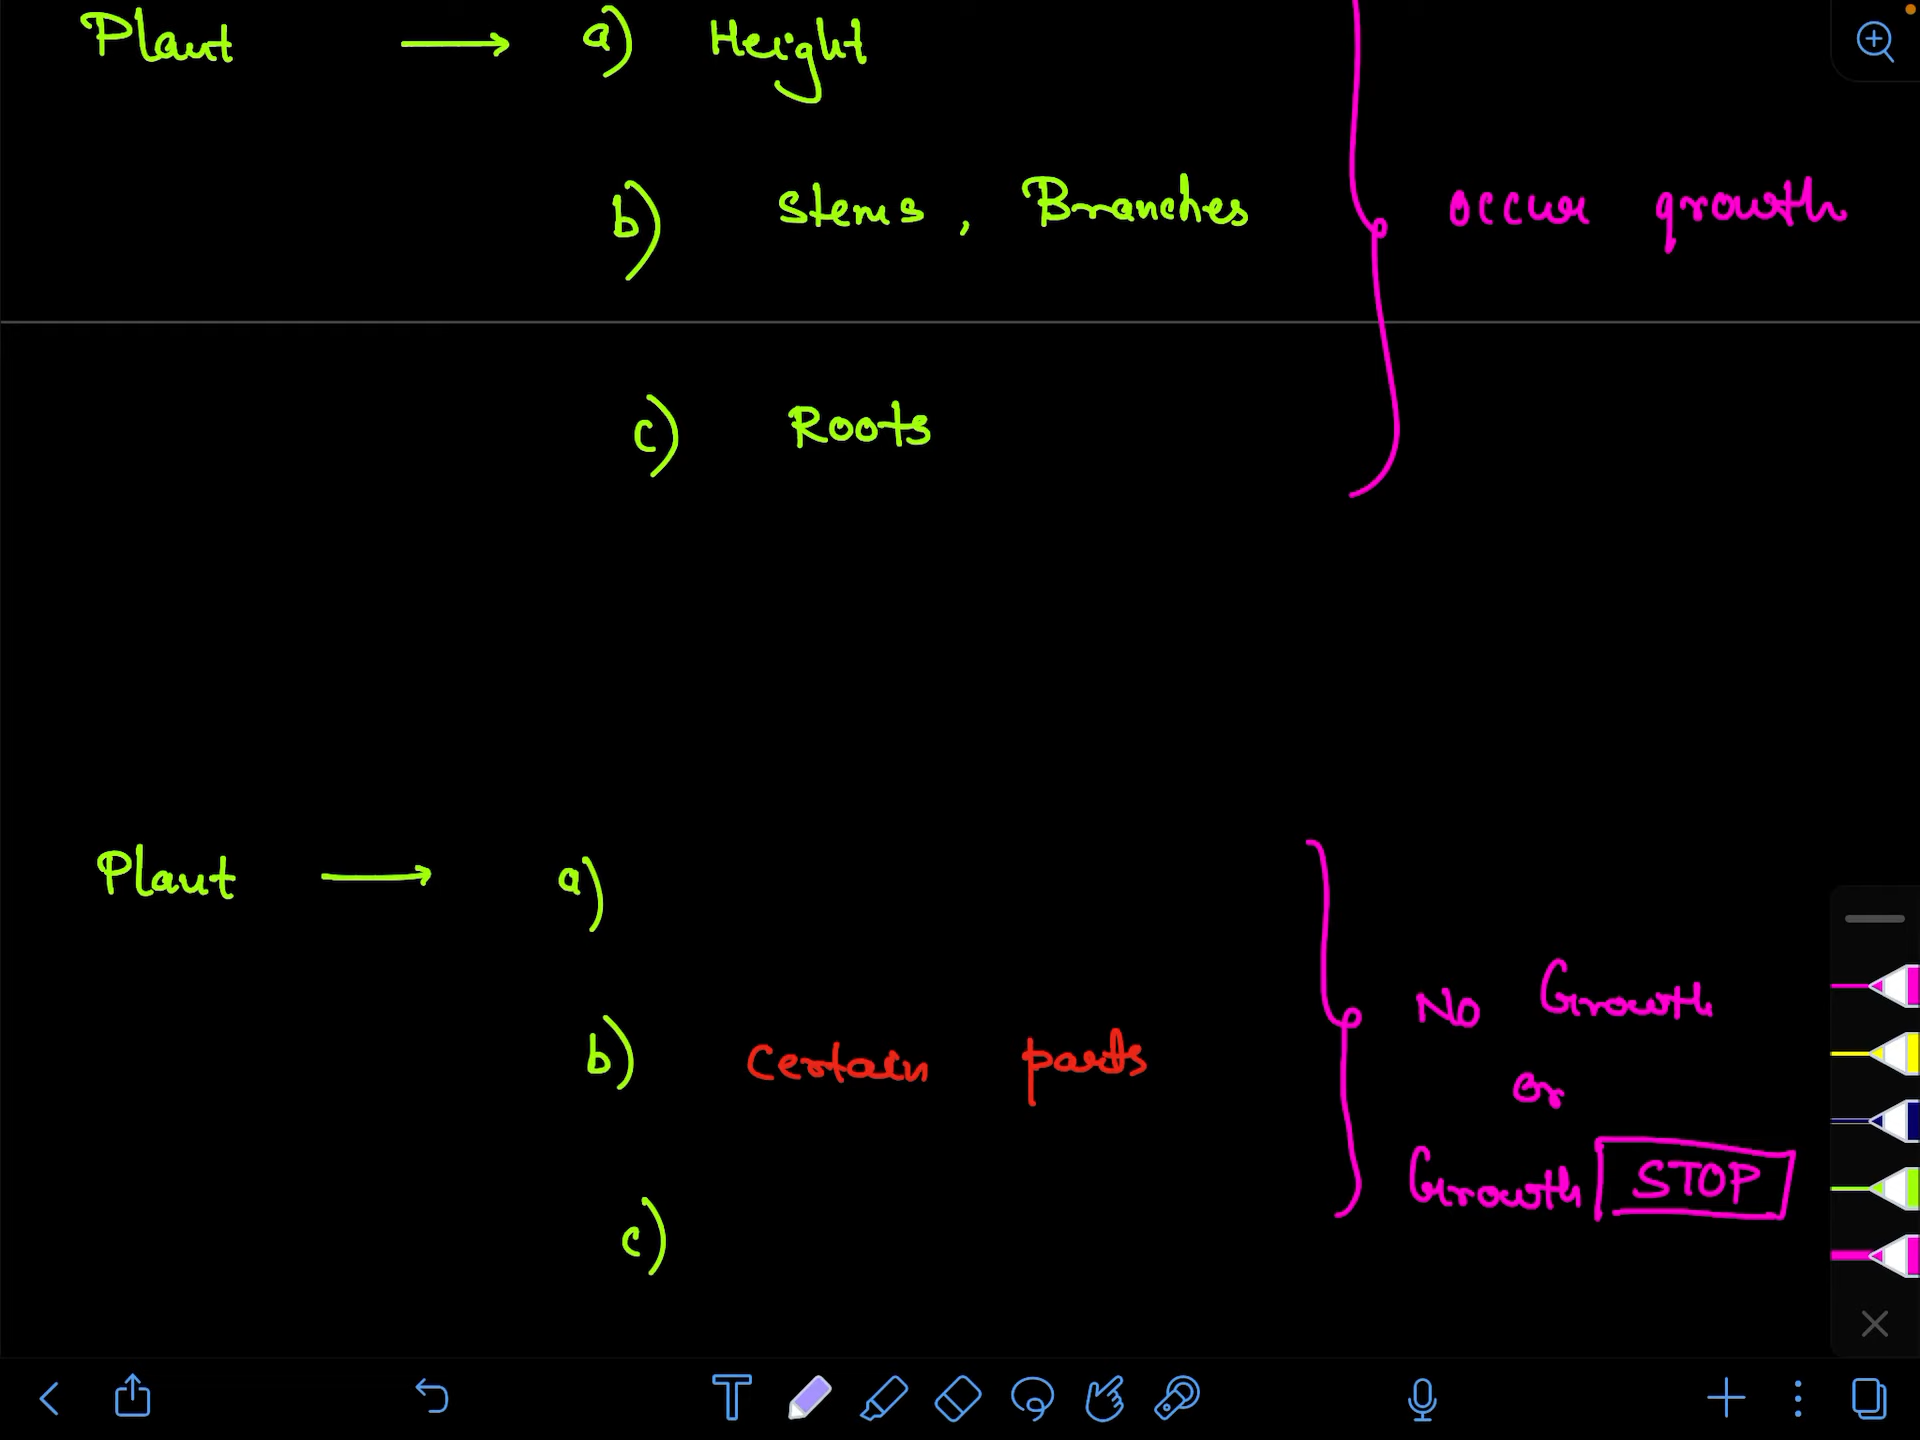 Plant → a) Height
b) Stems , Branches
occur growth
c) Roots
Plant → a)
b) Certain parts
No Growth
or
Growth STOP
c)